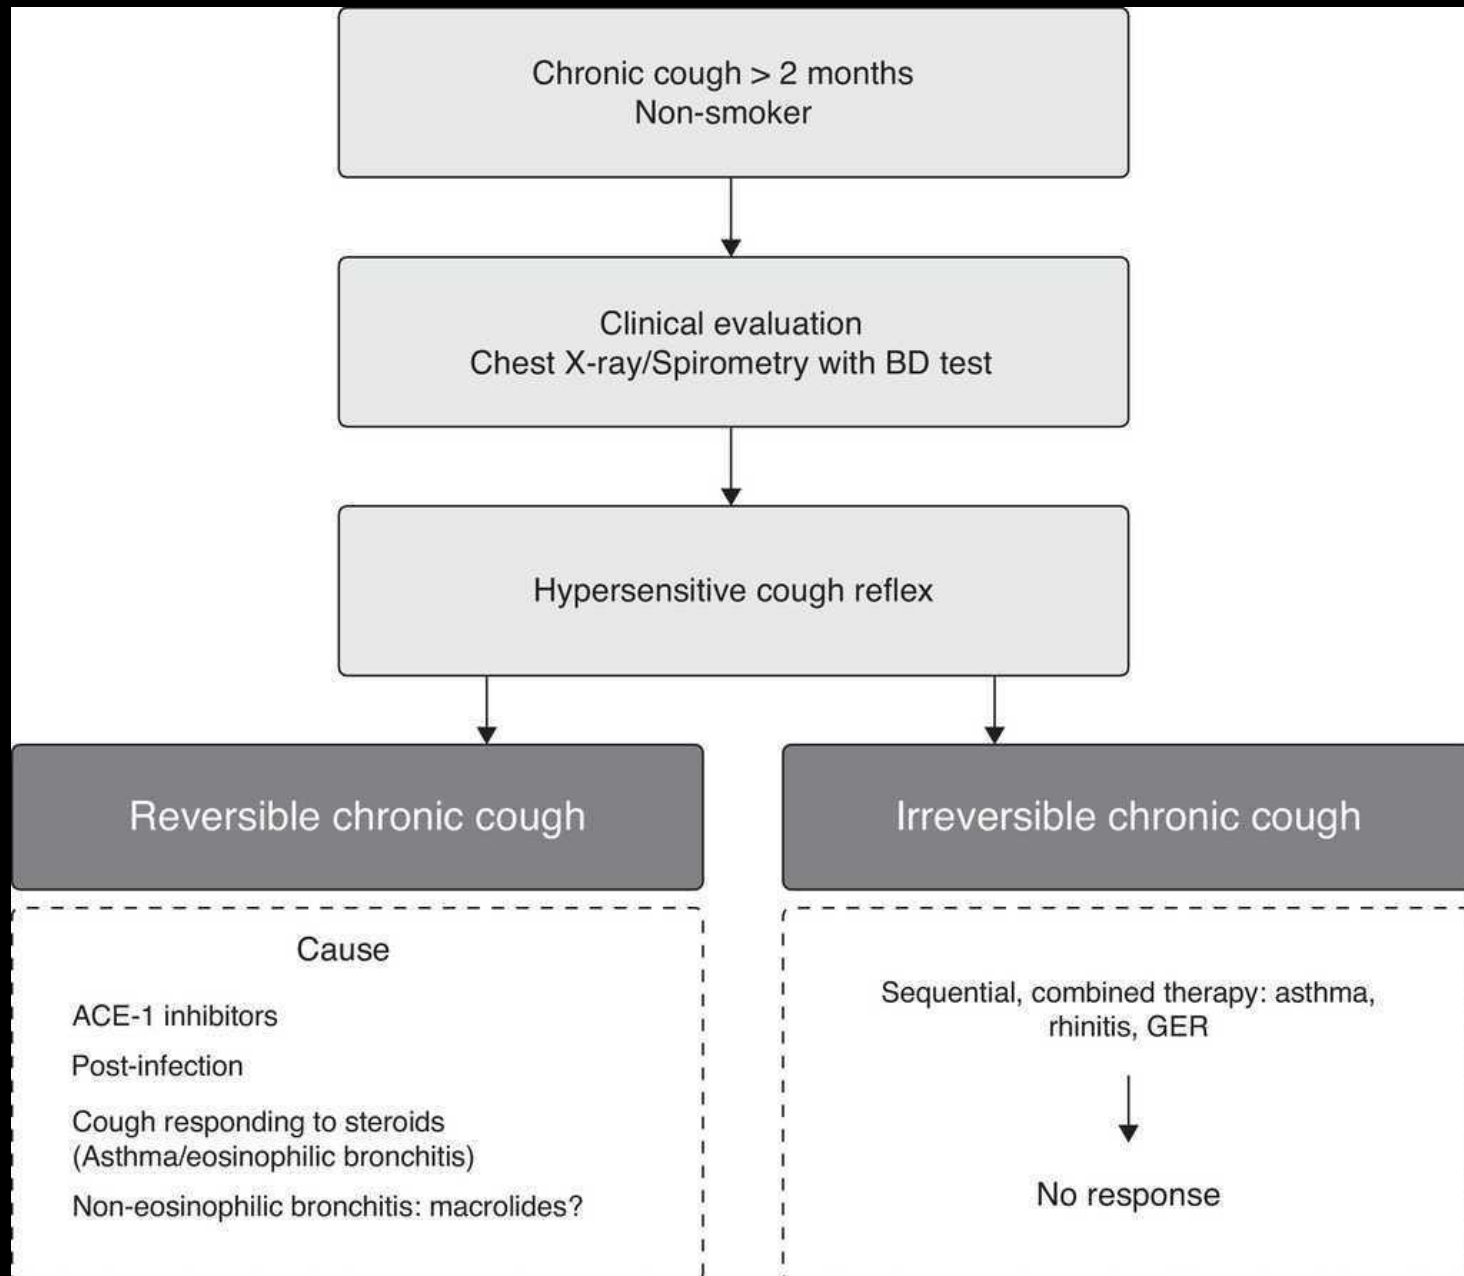 Chronic cough > 2 months
Non-smoker
Clinical evaluation
Chest X-ray/Spirometry with BD test
Hypersensitive cough reflex
Reversible chronic cough
Irreversible chronic cough
Cause
ACE-1 inhibitors
Post-infection
Cough responding to steroids
(Asthma/eosinophilic bronchitis)
Non-eosinophilic bronchitis: macrolides?
Sequential, combined therapy: asthma,
rhinitis, GER
No response